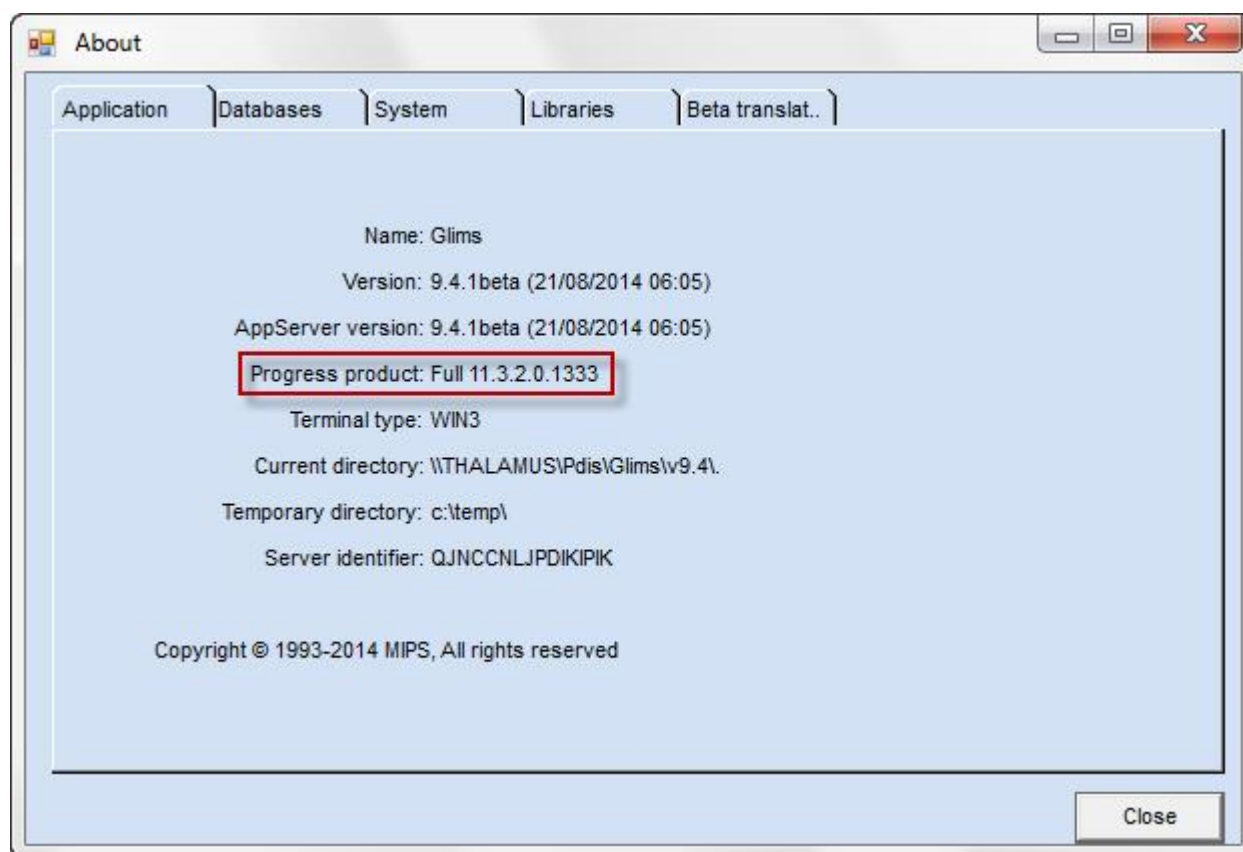 About
Application Databases System Libraries Beta translat..
Name: Glims
Version: 9.4.1beta (21/08/2014 06:05)
AppServer version: 9.4.1beta (21/08/2014 06:05)
Progress product: Full 11.3.2.0.1333
Terminal type: WIN3
Current directory: \\THALAMUS\Pdis\Glims\v9.4\.
Temporary directory: c:\temp\
Server identifier: QJNCCNLJPDIKIPIK
Copyright © 1993-2014 MIPS, All rights reserved
Close